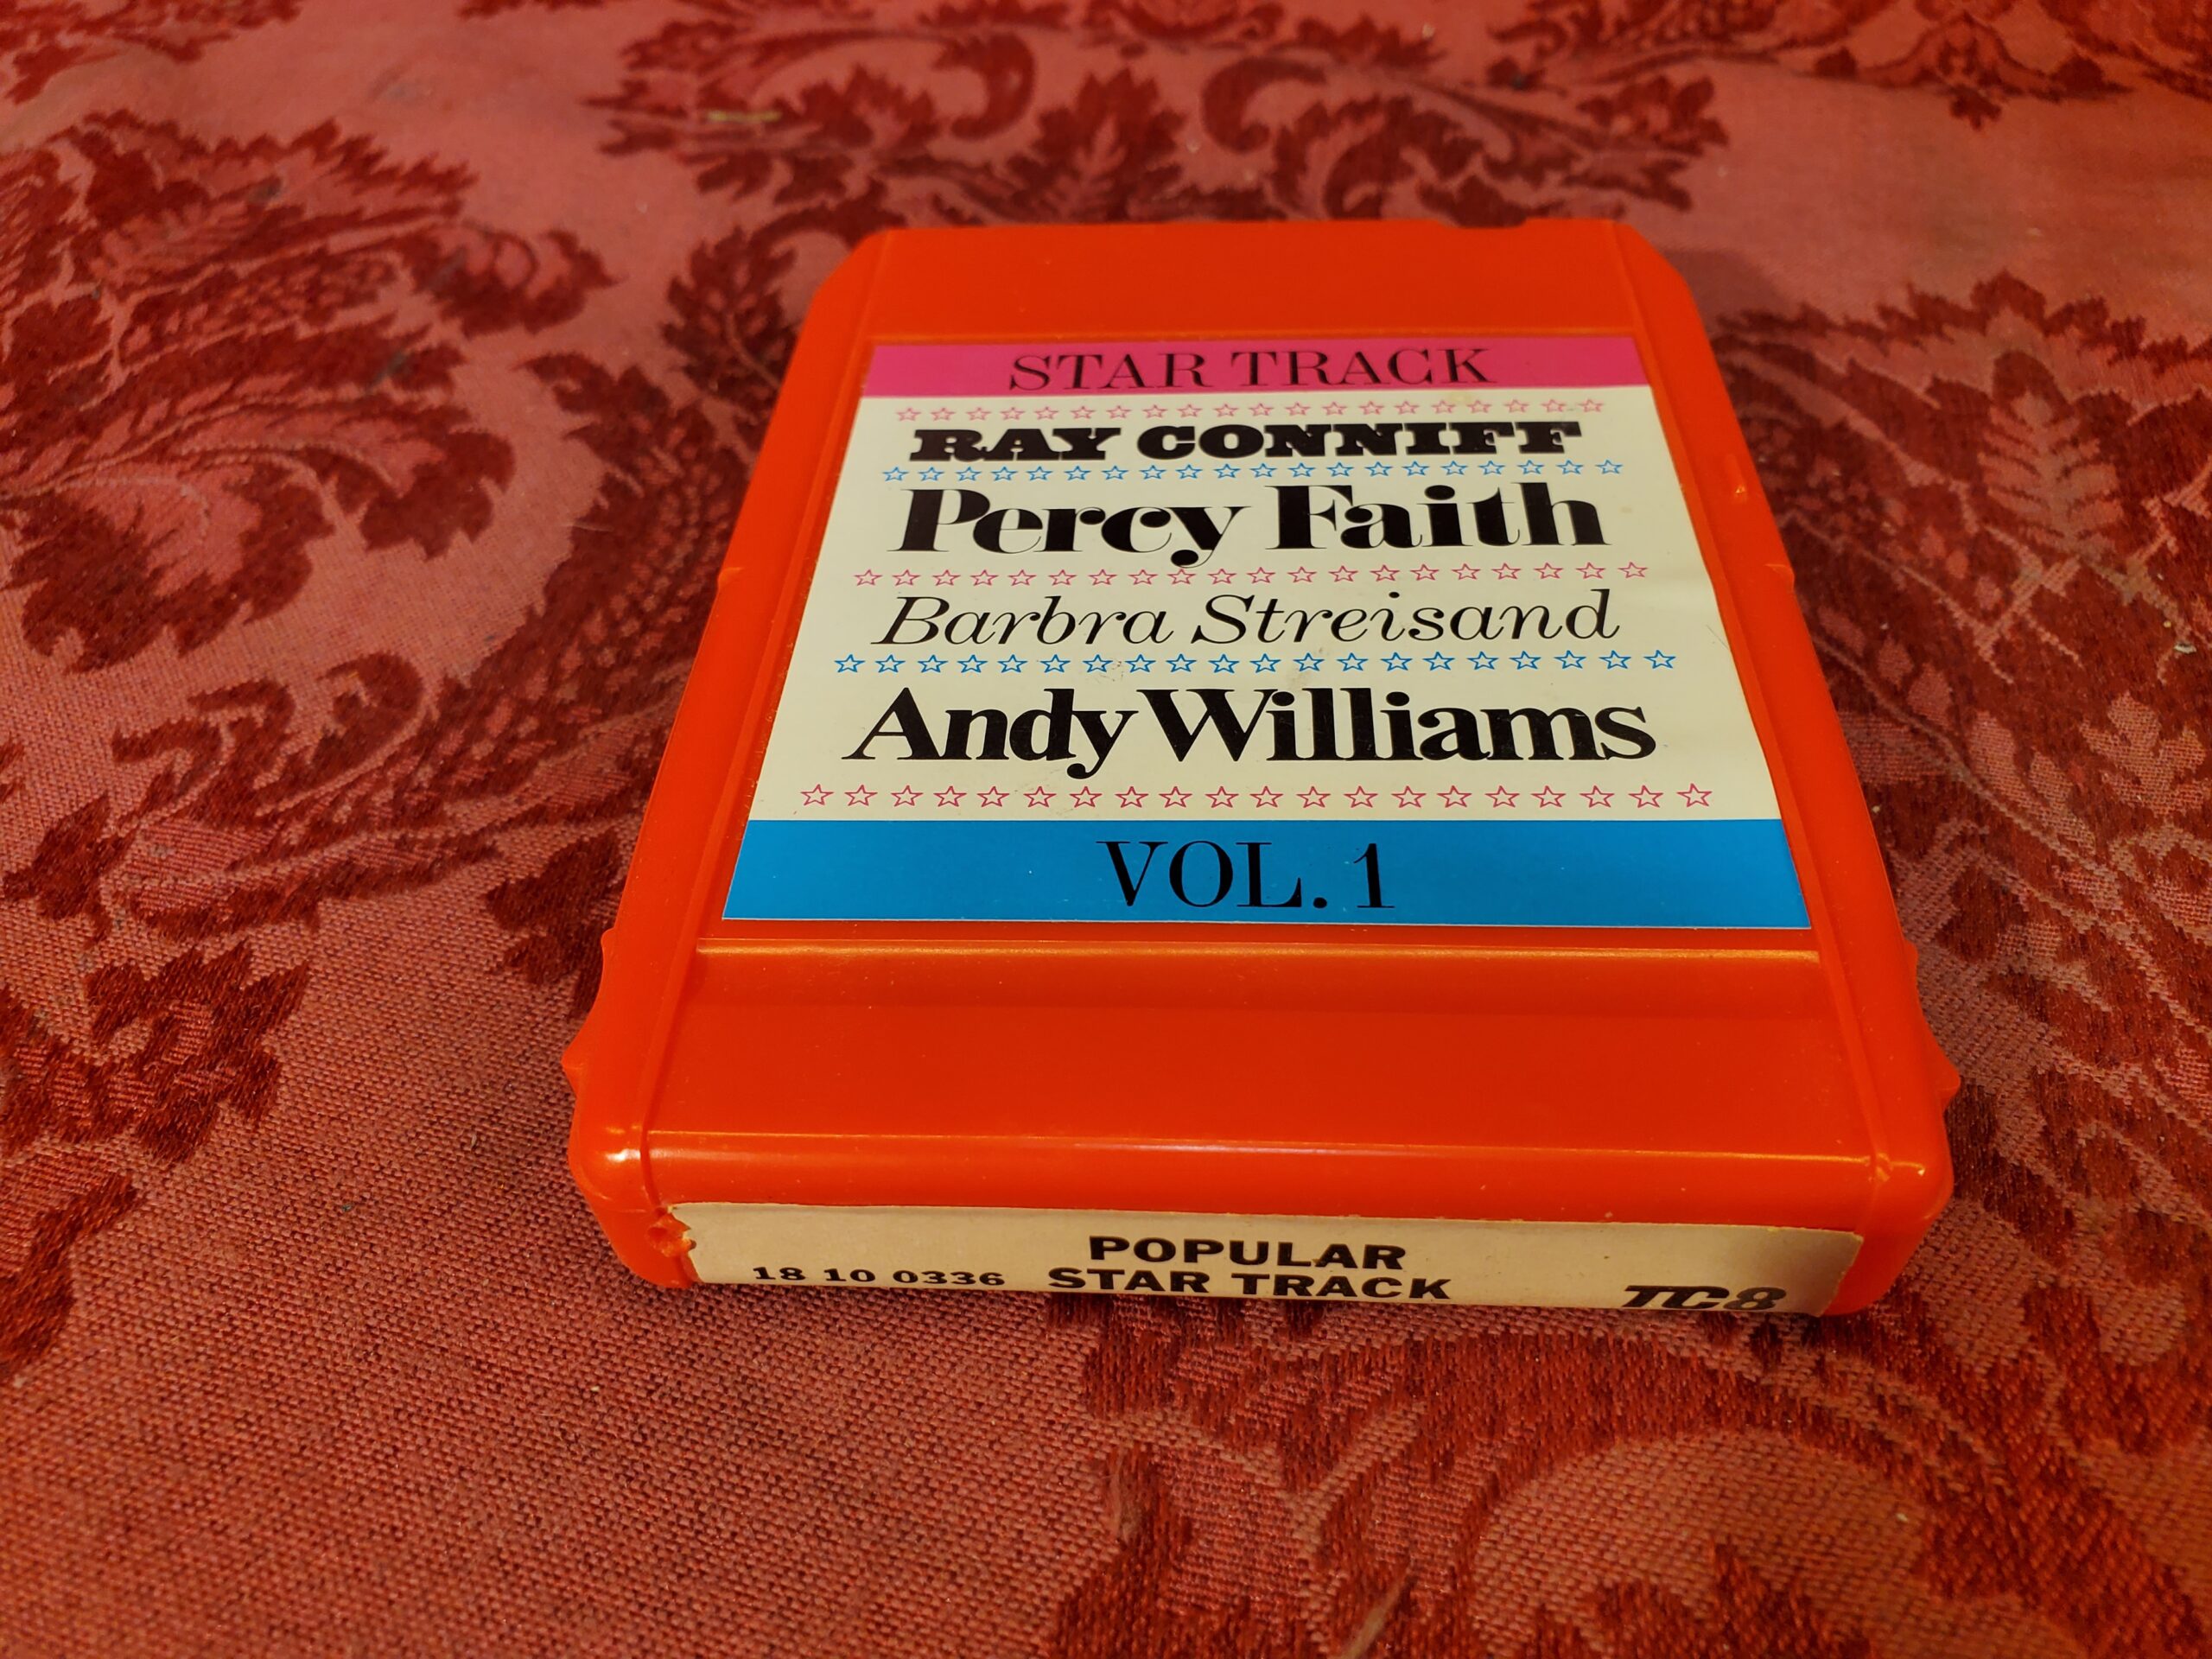 STAR TRACK
RAY CONNIFF
Percy Faith
Barbra Streisand
Andy Williams
VOL. 1
POPULAR
18 10 0336 STAR TRACK TC8